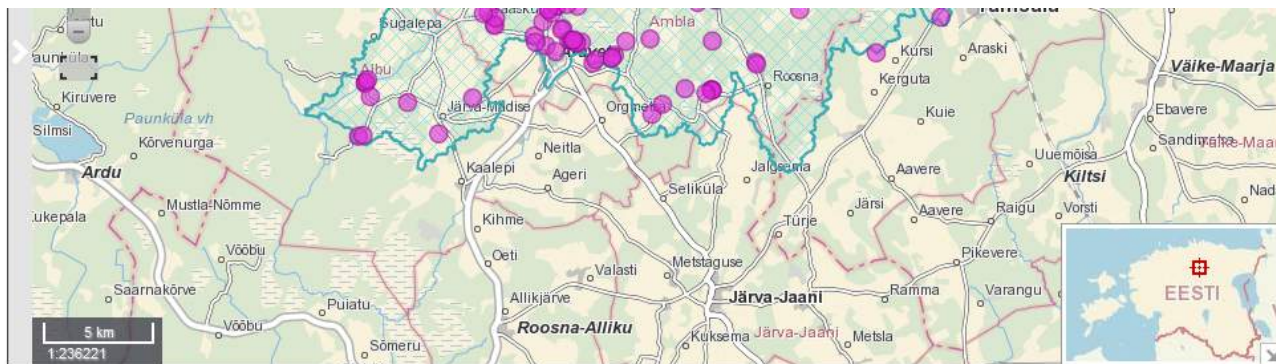 Sugalepa
Ambla
Kursi
Araski
Väike-Maarja
Albu
Roosna
Kerguta
Kiruvere
Järva-Madise
Kuie
Ebavere
Silmsi
Paunküla vh
Kõrvenurga
Neitla
Uuemõisa
Ardu
Kaalepi
Ageri
Jalgsema
Aavere
Kiltsi
Seliküla
Mustla-Nõmme
Järsi
Aavere
Raigu
Vorsti
Kihme
Türje
Võõbu
Oeti
Valasti
Metstaguse
Pikevere
EESTI
Saarnakõrve
Puiatu
Allikjärve
Järva-Jaani
Ramma
Varangu
5 km
Võõbu
Roosna-Alliku
Kuksema
Järva-Jaani
Metsla
1:236221
Sõmeru